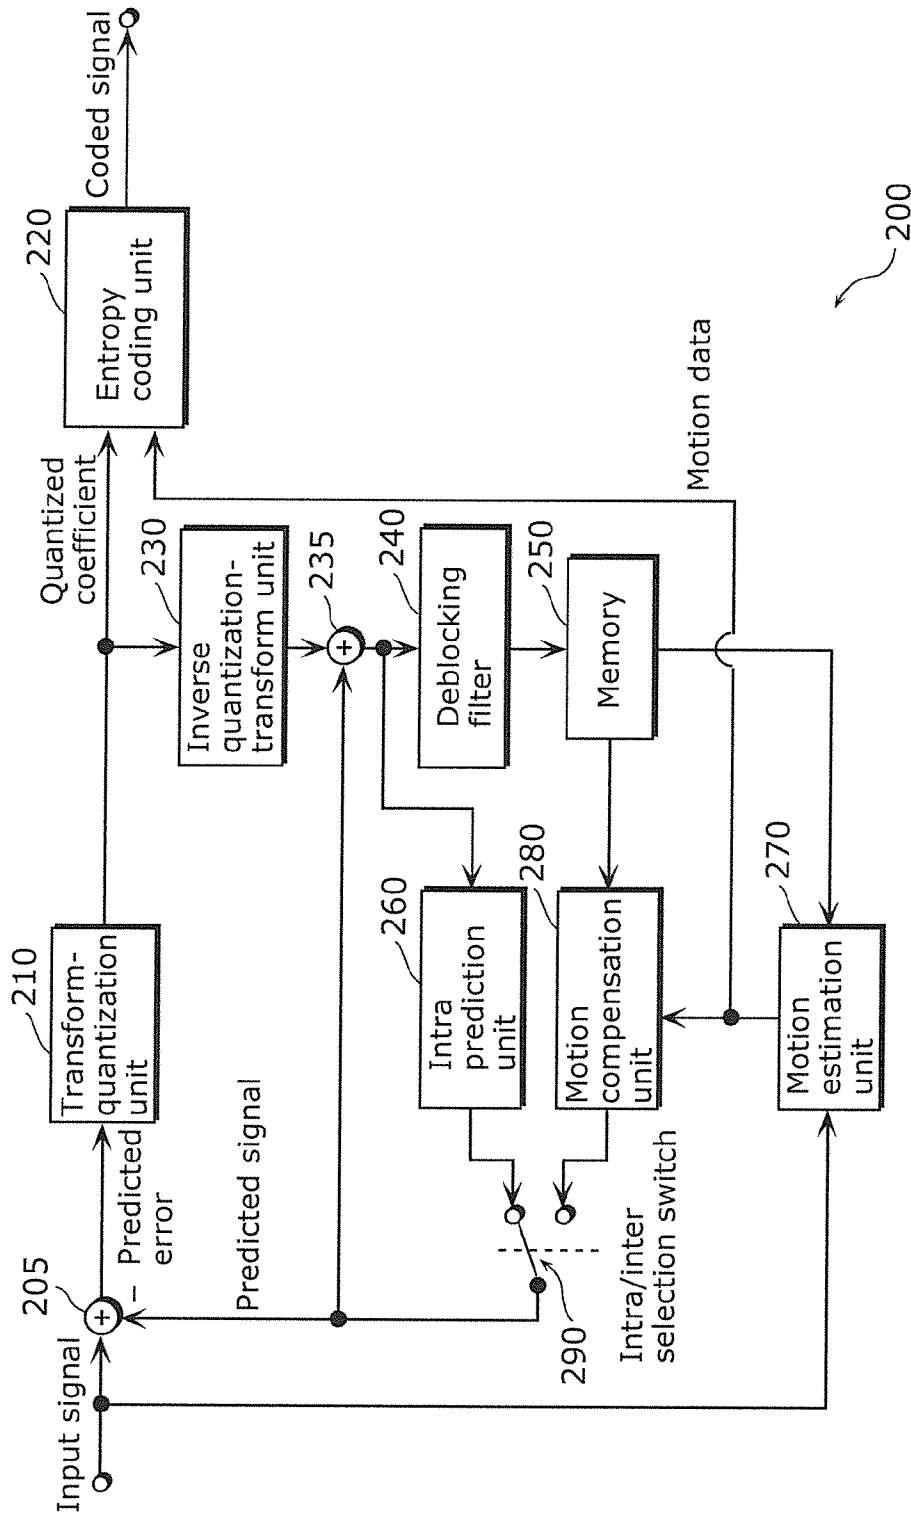 Input signal
205
Predicted
error
−
210
Transform-
quantization
unit
Quantized
coefficient
220
Entropy
coding unit
Coded signal
230
Inverse
quantization-
transform unit
235
240
Deblocking
filter
250
Memory
Predicted signal
260
Intra
prediction
unit
280
Motion
compensation
unit
270
Motion
estimation
unit
Motion data
290
Intra/inter
selection switch
200
+
+